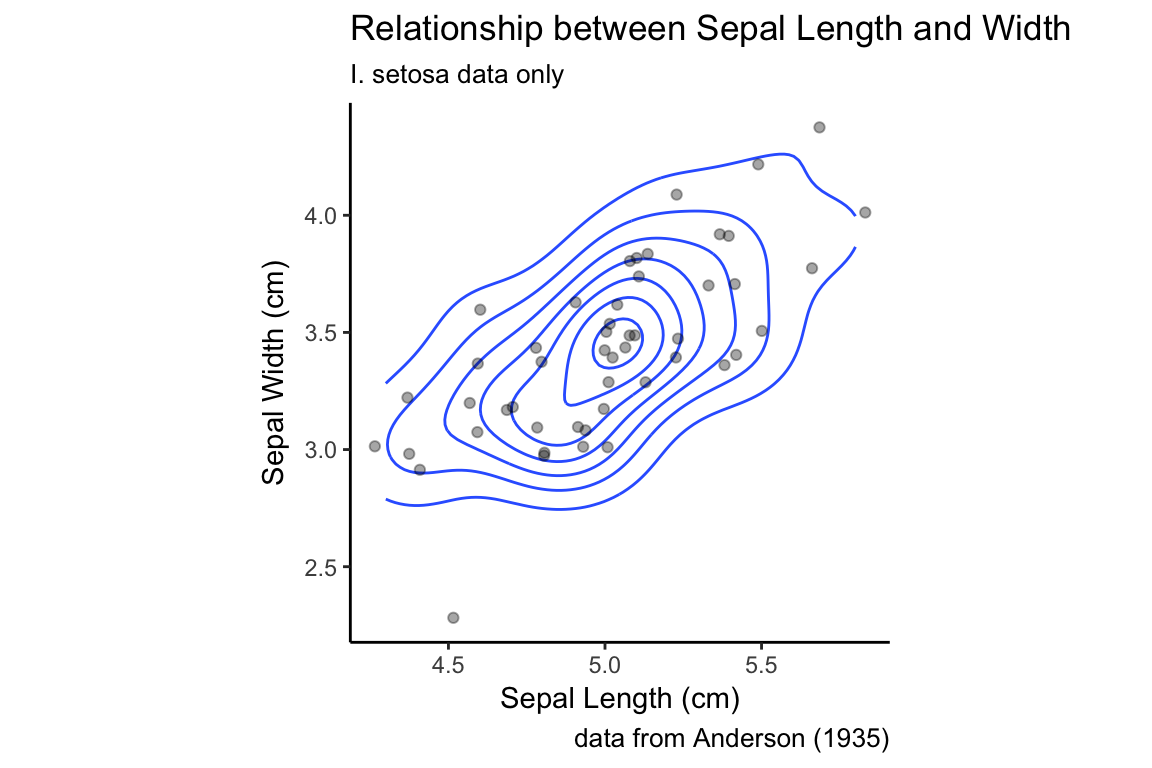 Relationship between Sepal Length and Width
I. setosa data only
Sepal Width (cm)
4.0
3.5
3.0
2.5
4.5 5.0 5.5
Sepal Length (cm)
data from Anderson (1935)